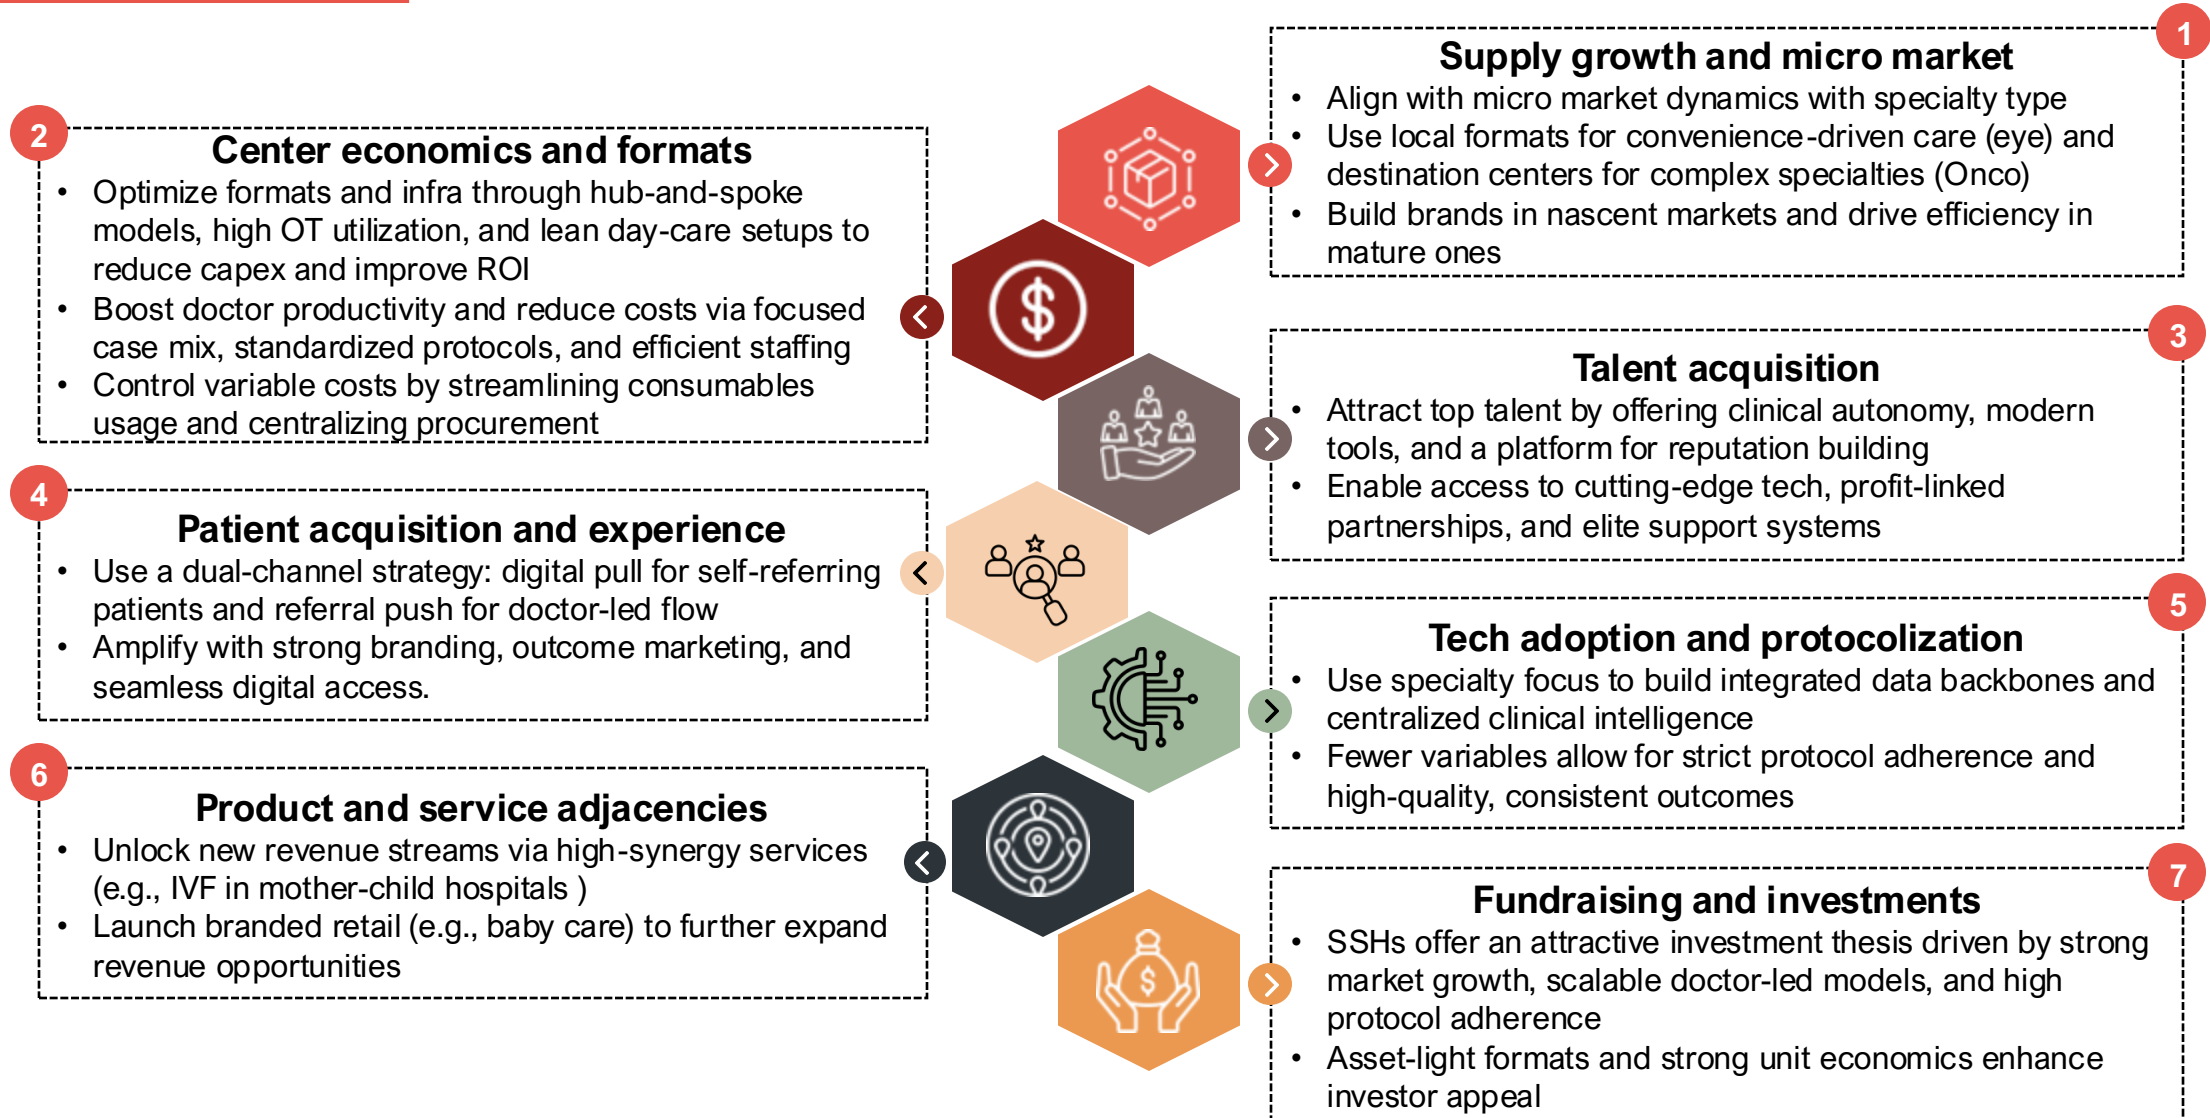 1
Supply growth and micro market
• Align with micro market dynamics with specialty type
• Use local formats for convenience-driven care (eye) and
destination centers for complex specialties (Onco)
• Build brands in nascent markets and drive efficiency in
mature ones
2
Center economics and formats
• Optimize formats and infra through hub-and-spoke
models, high OT utilization, and lean day-care setups to
reduce capex and improve ROI
• Boost doctor productivity and reduce costs via focused
case mix, standardized protocols, and efficient staffing
• Control variable costs by streamlining consumables
usage and centralizing procurement
$
3
Talent acquisition
• Attract top talent by offering clinical autonomy, modern
tools, and a platform for reputation building
• Enable access to cutting-edge tech, profit-linked
partnerships, and elite support systems
4
Patient acquisition and experience
• Use a dual-channel strategy: digital pull for self-referring
patients and referral push for doctor-led flow
• Amplify with strong branding, outcome marketing, and
seamless digital access.
5
Tech adoption and protocolization
• Use specialty focus to build integrated data backbones and
centralized clinical intelligence
• Fewer variables allow for strict protocol adherence and
high-quality, consistent outcomes
6
Product and service adjacencies
• Unlock new revenue streams via high-synergy services
(e.g., IVF in mother-child hospitals )
• Launch branded retail (e.g., baby care) to further expand
revenue opportunities
7
Fundraising and investments
• SSHs offer an attractive investment thesis driven by strong
market growth, scalable doctor-led models, and high
protocol adherence
• Asset-light formats and strong unit economics enhance
investor appeal
$